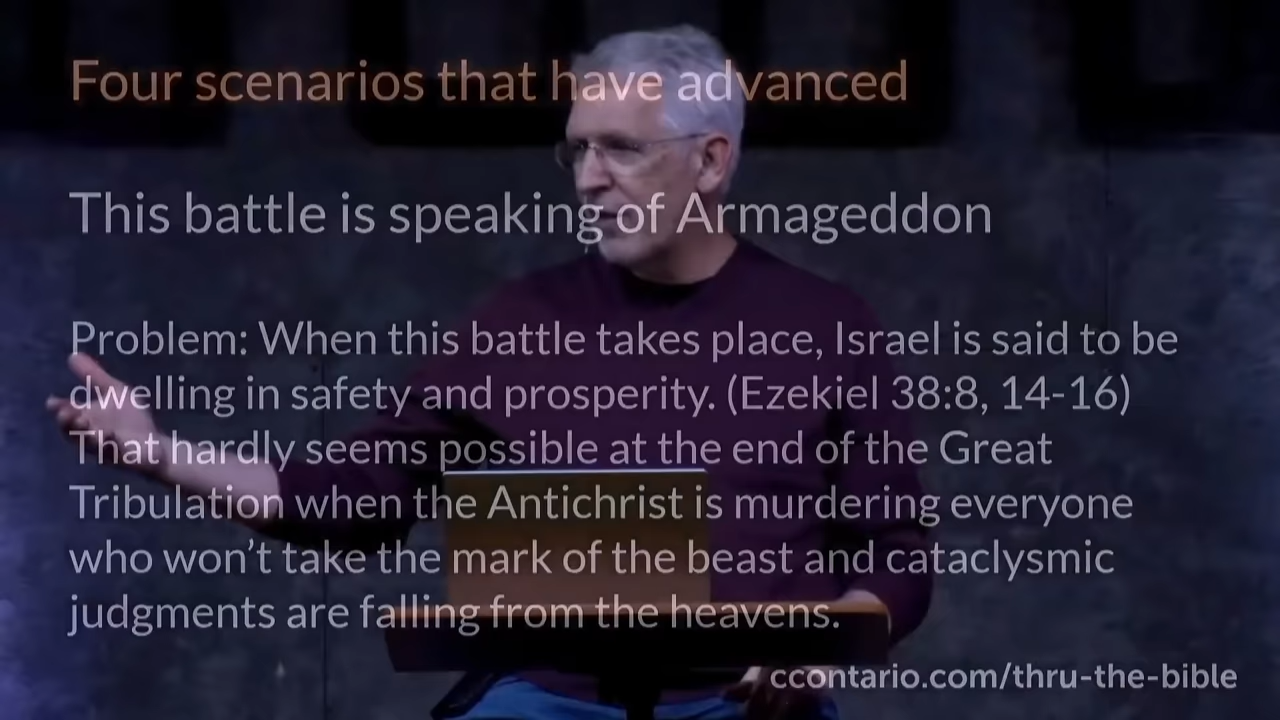 Four scenarios that have advanced
This battle is speaking of Armageddon
Problem: When this battle takes place, Israel is said to be
dwelling in safety and prosperity. (Ezekiel 38:8, 14-16)
That hardly seems possible at the end of the Great
Tribulation when the Antichrist is murdering everyone
who won’t take the mark of the beast and cataclysmic
judgments are falling from the heavens.
ccontario.com/thru-the-bible